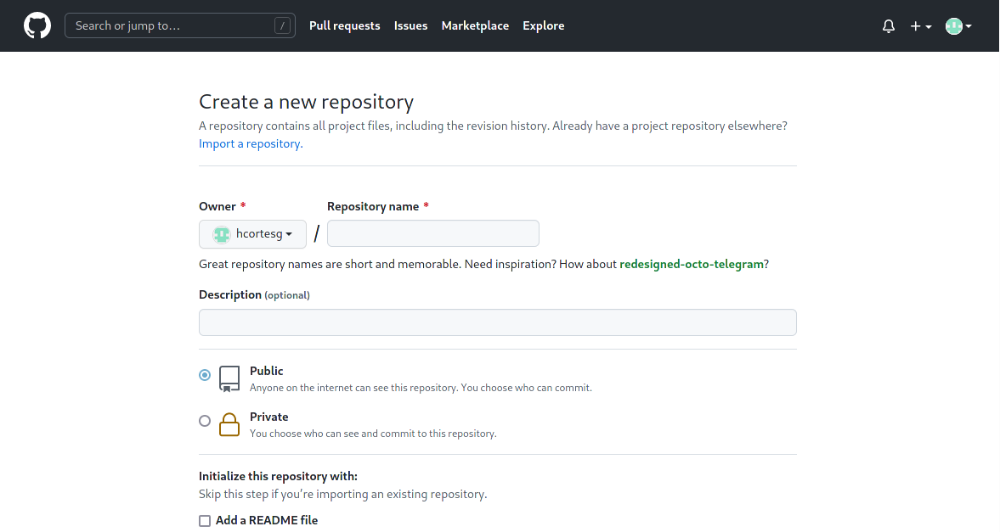 Search or jump to…
/
Pull requests
Issues
Marketplace
Explore
Create a new repository
A repository contains all project files, including the revision history. Already have a project repository elsewhere?
Import a repository.
Owner *
Repository name *
hcortesg
/
Great repository names are short and memorable. Need inspiration? How about redesigned-octo-telegram?
Description (optional)
Public
Anyone on the internet can see this repository. You choose who can commit.
Private
You choose who can see and commit to this repository.
Initialize this repository with:
Skip this step if you’re importing an existing repository.
Add a README file